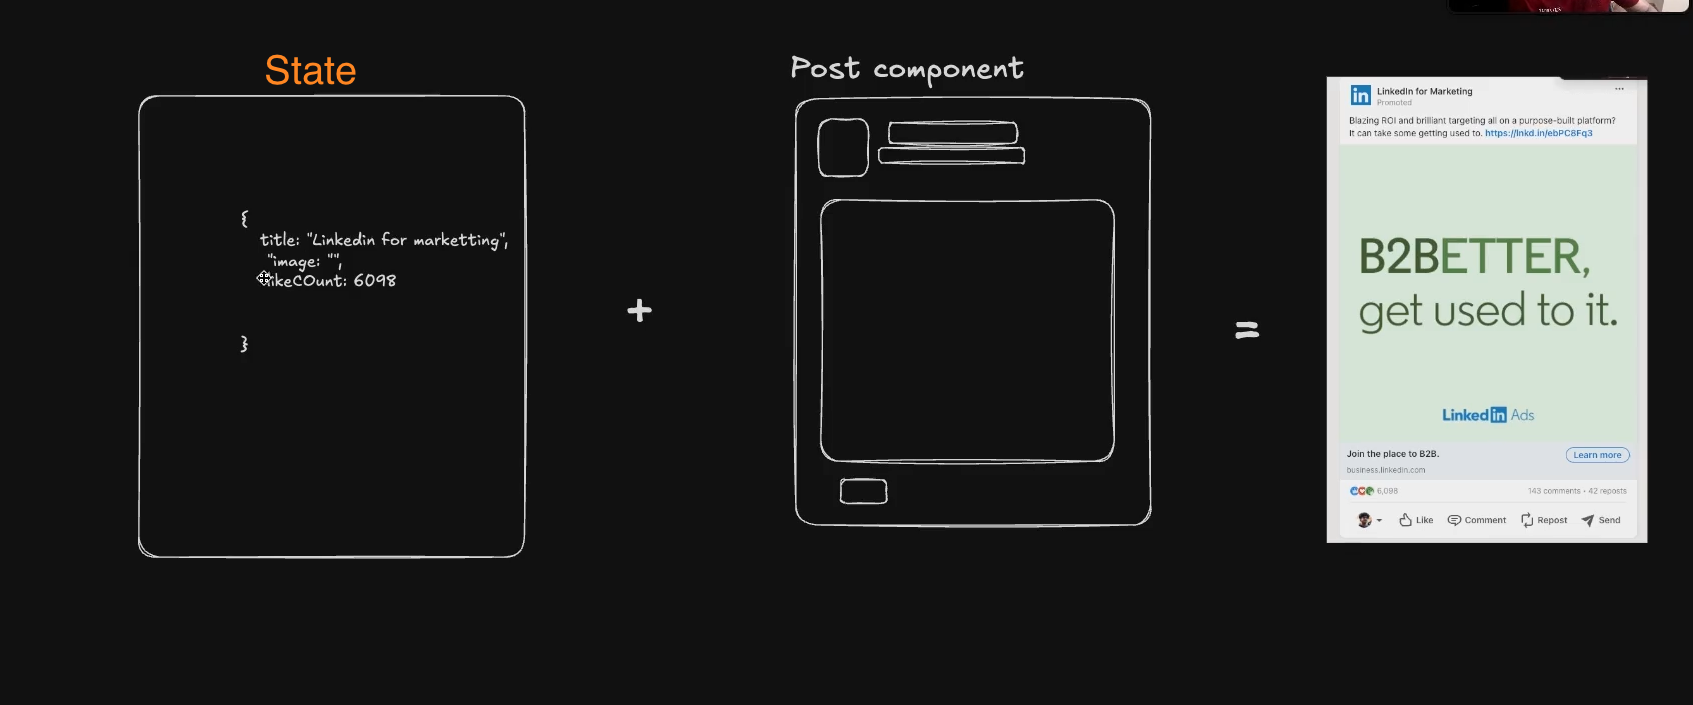 State
{
title: "Linkedin for marketting",
"image: "",
likeCOunt: 6098
}
+
Post component
=
in LinkedIn for Marketing
Promoted
Blazing ROI and brilliant targeting all on a purpose-built platform?
It can take some getting used to. https://lnkd.in/ebPC8Fq3
B2BETTER,
get used to it.
Linked in Ads
Join the place to B2B.
business.linkedin.com
Learn more
6,098
143 comments • 42 reposts
Like Comment Repost Send